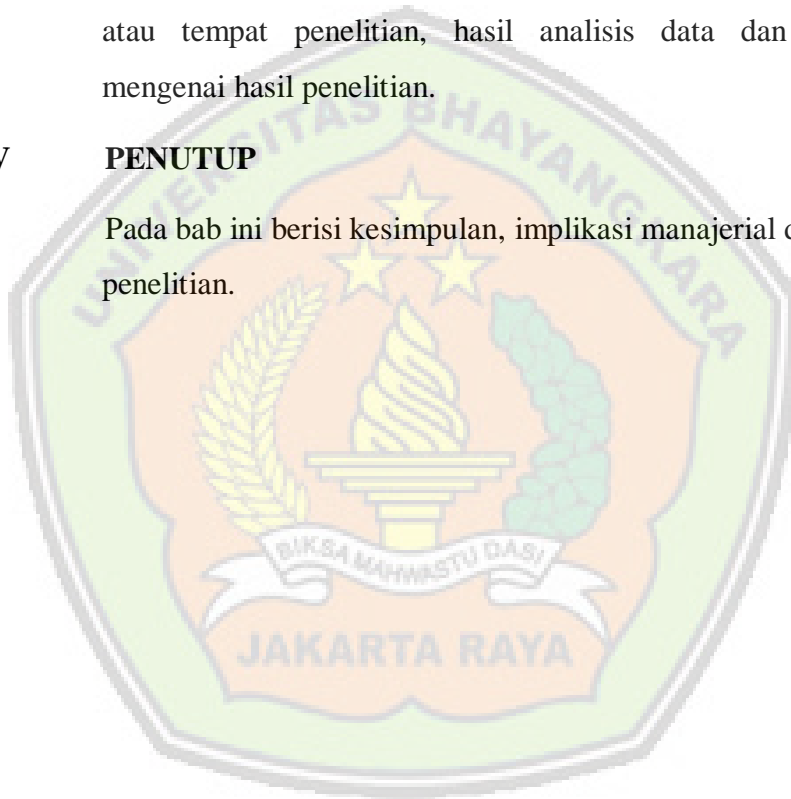 atau tempat penelitian, hasil analisis data dan
mengenai hasil penelitian.
V PENUTUP
Pada bab ini berisi kesimpulan, implikasi manajerial
penelitian.
UNIVERSITAS BHAYANGKARA
BIKSA MAHWASTU DASI
JAKARTA RAYA